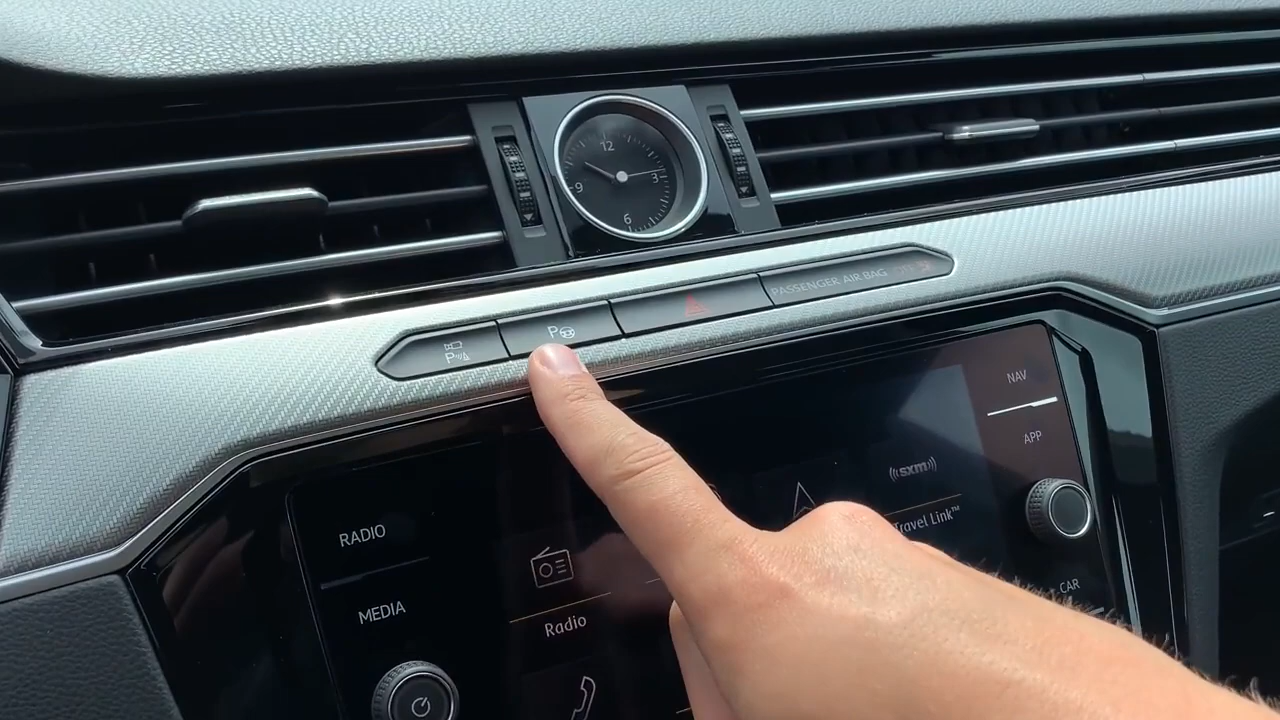 12
3
9
6
P
P
PASSENGER AIR BAG
NAV
APP
RADIO
MEDIA
Radio
sxm
Travel Link™
CAR